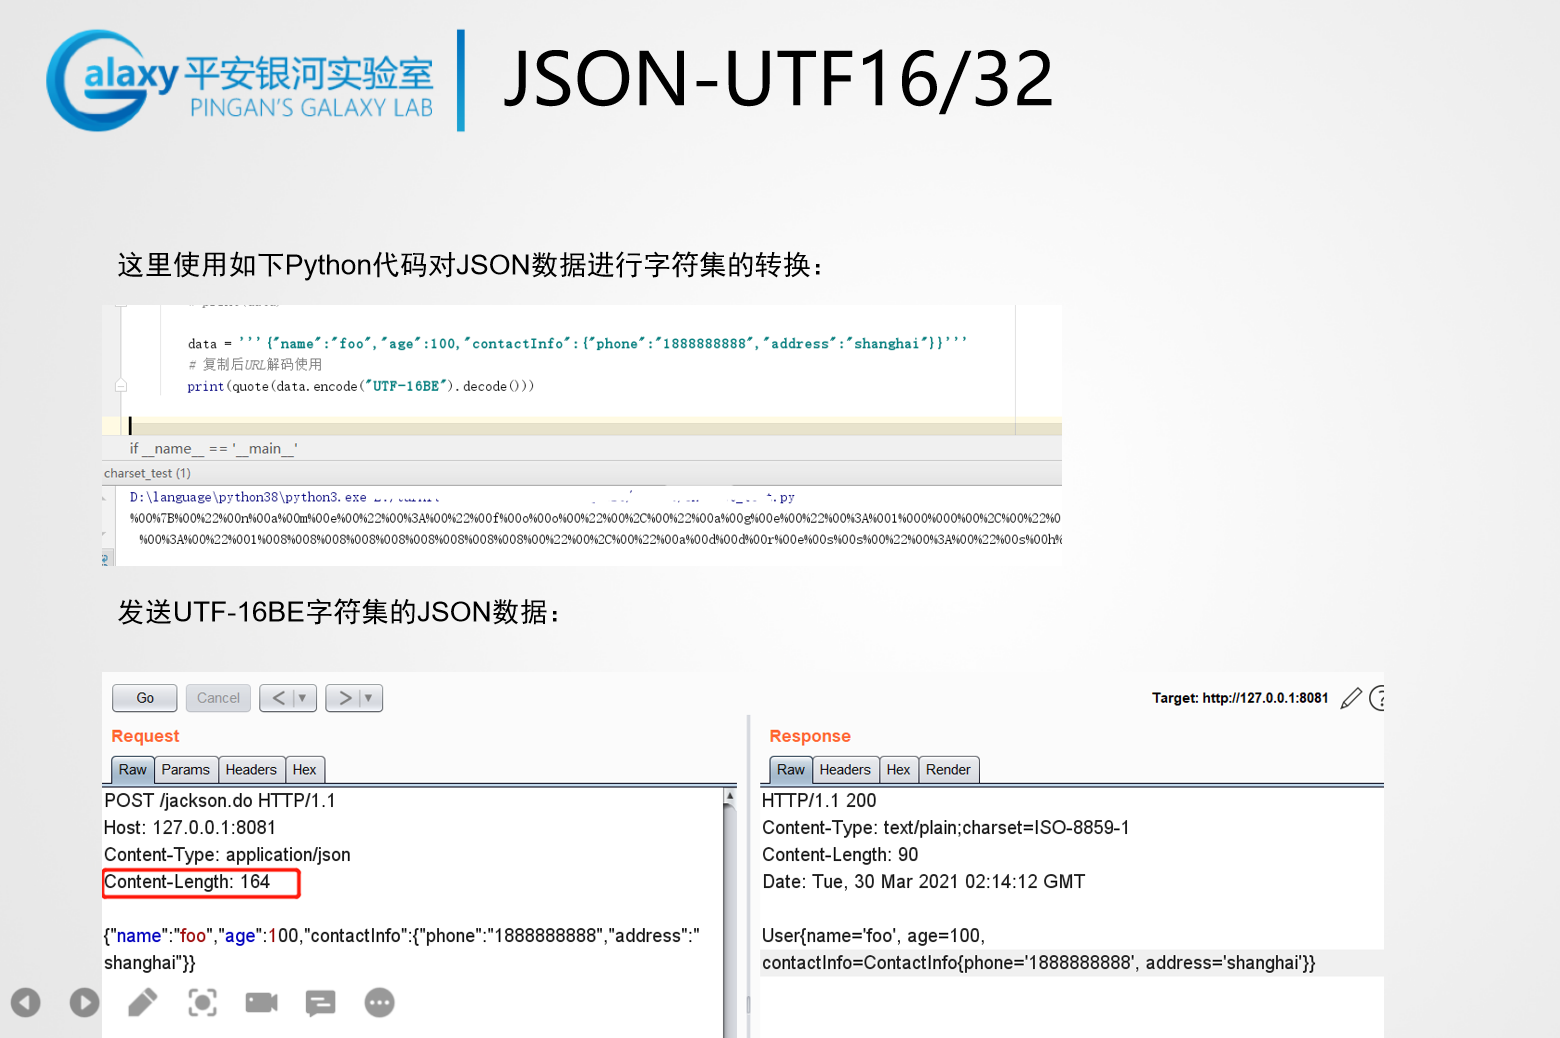 Galaxy 平安银河实验室
PINGAN'S GALAXY LAB
JSON-UTF16/32
这里使用如下Python代码对JSON数据进行字符集的转换：
data = '''{"name":"foo","age":100,"contactInfo":{"phone":"1888888888","address":"shanghai"}}'''
# 复制后URL解码使用
print(quote(data.encode("UTF-16BE").decode()))
if __name__ == '__main__'
charset_test (1)
D:\language\python38\python3.exe
%00%7B%00%22%00n%00a%00m%00e%00%22%00%3A%00%22%00f%00o%00o%00%22%00%2C%00%22%00a%00g%00e%00%22%00%3A%001%000%000%00%2C%00%22%0
%00%3A%00%22%001%008%008%008%008%008%008%008%008%008%00%22%00%2C%00%22%00a%00d%00d%00r%00e%00s%00s%00%22%00%3A%00%22%00s%00h%
发送UTF-16BE字符集的JSON数据：
Go Cancel < > Target: http://127.0.0.1:8081
Request
Raw Params Headers Hex
POST /jackson.do HTTP/1.1
Host: 127.0.0.1:8081
Content-Type: application/json
Content-Length: 164
{"name":"foo","age":100,"contactInfo":{"phone":"1888888888","address":"
shanghai"}}
Response
Raw Headers Hex Render
HTTP/1.1 200
Content-Type: text/plain;charset=ISO-8859-1
Content-Length: 90
Date: Tue, 30 Mar 2021 02:14:12 GMT
User{name='foo', age=100,
contactInfo=ContactInfo{phone='1888888888', address='shanghai'}}